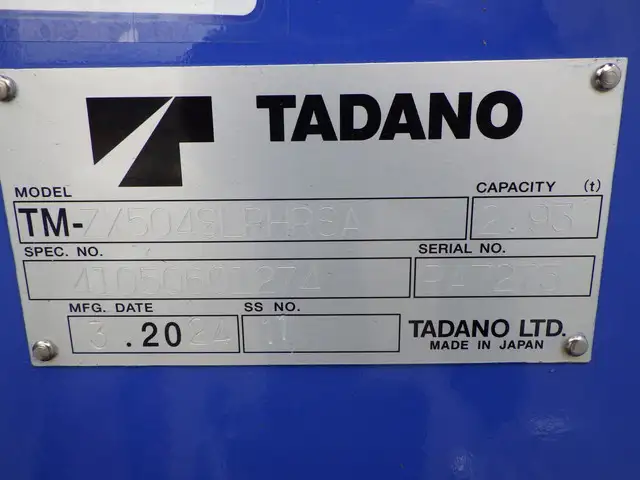 TADANO
MODEL
CAPACITY (t)
2.93
SPEC. NO.
SERIAL NO.
MFG. DATE
SS NO.
3 .2024
11
TADANO LTD.
MADE IN JAPAN